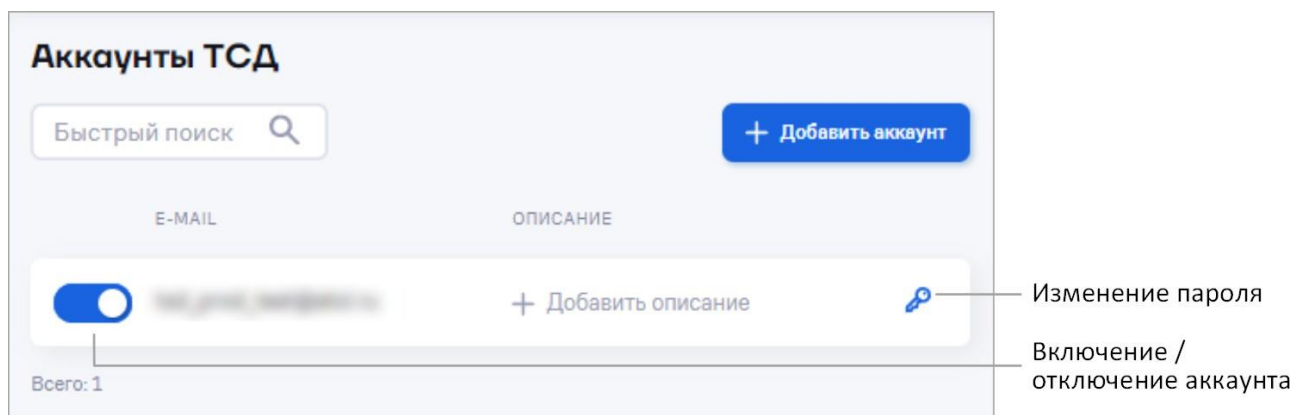 Аккаунты ТСД
Быстрый поиск
+ Добавить аккаунт
E-MAIL
ОПИСАНИЕ
+ Добавить описание
Изменение пароля
Включение /
отключение аккаунта
Всего: 1